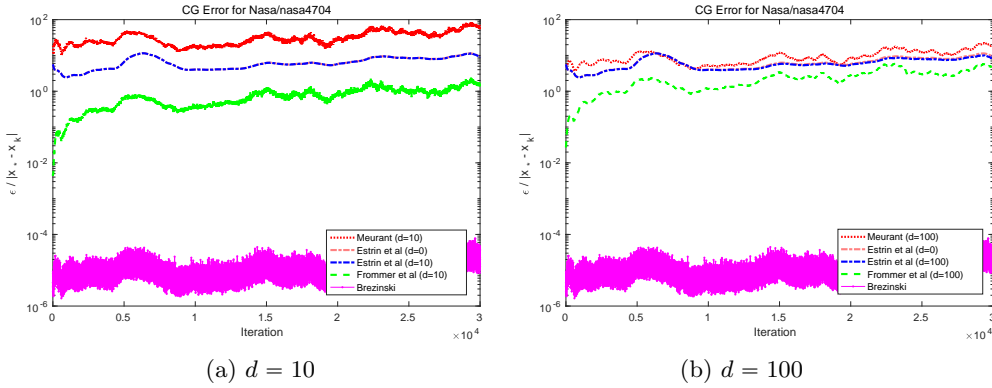 CG Error for Nasa/nasa4704
10^2
10^0
10^-2
10^-4
10^-6
ϵ / |x_* - x_k|
Meurant (d=10)
Estrin et al (d=0)
Estrin et al (d=10)
Frommer et al (d=10)
Brezinski
0 0.5 1 1.5 2 2.5 3
Iteration
×10^4
(a) d = 10
CG Error for Nasa/nasa4704
10^2
10^0
10^-2
10^-4
10^-6
ϵ / |x_* - x_k|
Meurant (d=100)
Estrin et al (d=0)
Estrin et al (d=100)
Frommer et al (d=100)
Brezinski
0 0.5 1 1.5 2 2.5 3
Iteration
×10^4
(b) d = 100